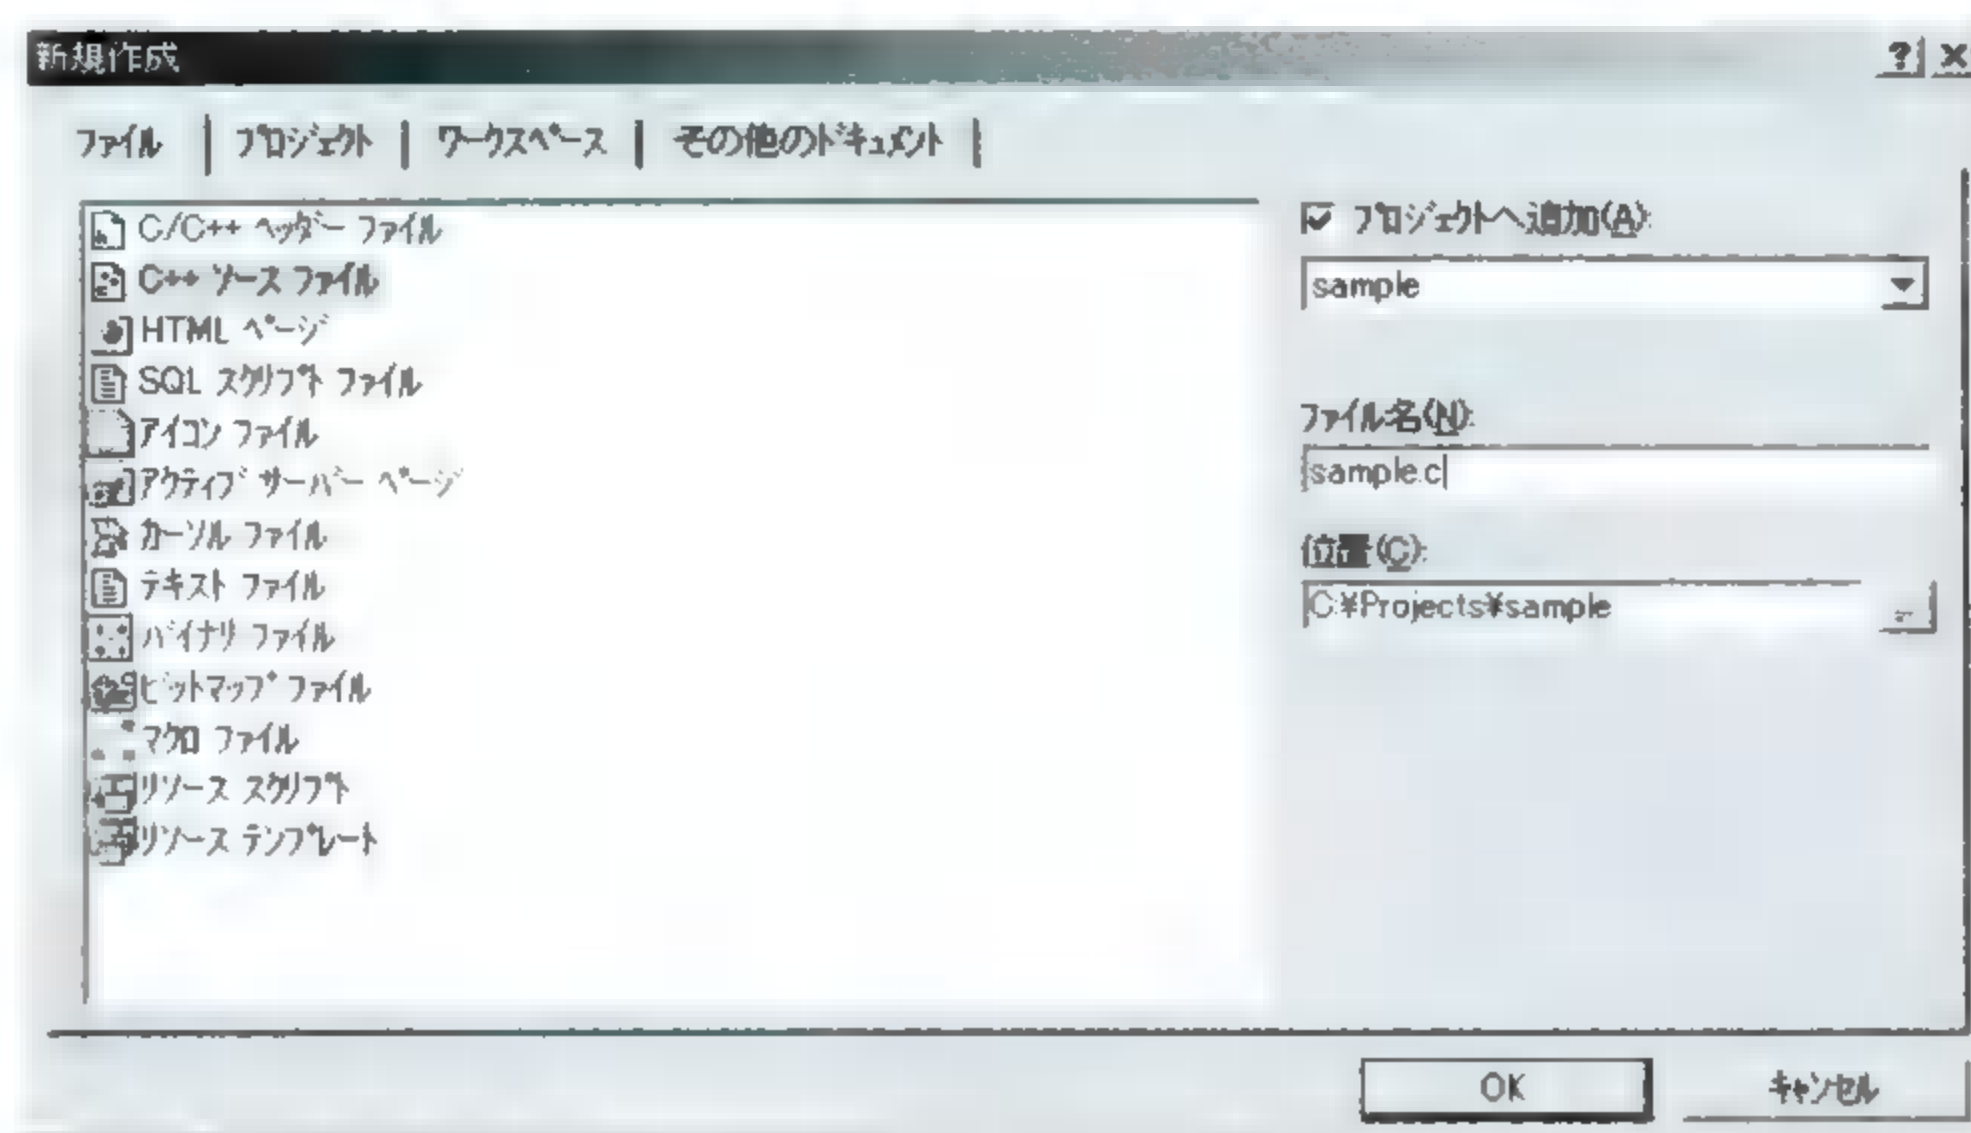 新規作成
ファイル プロジェクト ワークスペース その他のドキュメント
C/C++ ヘッダー ファイル
C++ ソース ファイル
HTML ページ
SQL スクリプト ファイル
アイコン ファイル
アクティブ サーバー ページ
カーソル ファイル
テキスト ファイル
バイナリ ファイル
ビットマップ ファイル
マクロ ファイル
リソース スクリプト
リソース テンプレート
プロジェクトへ追加(A):
sample
ファイル名(N):
sample.c
位置(C):
C:¥Projects¥sample
...
OK キャンセル